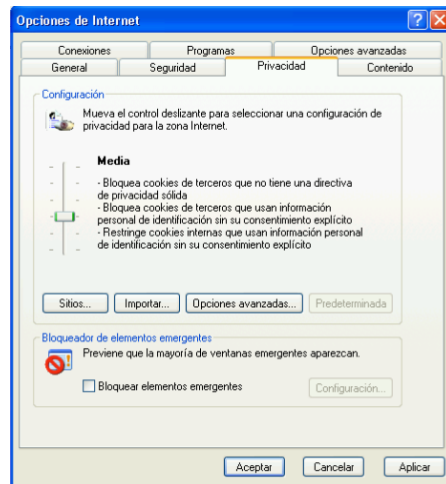 Opciones de Internet
Conexiones Programas Opciones avanzadas
General Seguridad Privacidad Contenido
Configuración
Mueva el control deslizante para seleccionar una configuración de
privacidad para la zona Internet.
Media
- Bloquea cookies de terceros que no tiene una directiva
de privacidad sólida
- Bloquea cookies de terceros que usan información
personal de identificación sin su consentimiento explícito
- Restringe cookies internas que usan información personal
de identificación sin su consentimiento explícito
Sitios... Importar... Opciones avanzadas... Predeterminada
Bloqueador de elementos emergentes
Previene que la mayoría de ventanas emergentes aparezcan.
Bloquear elementos emergentes Configuración...
Aceptar Cancelar Aplicar